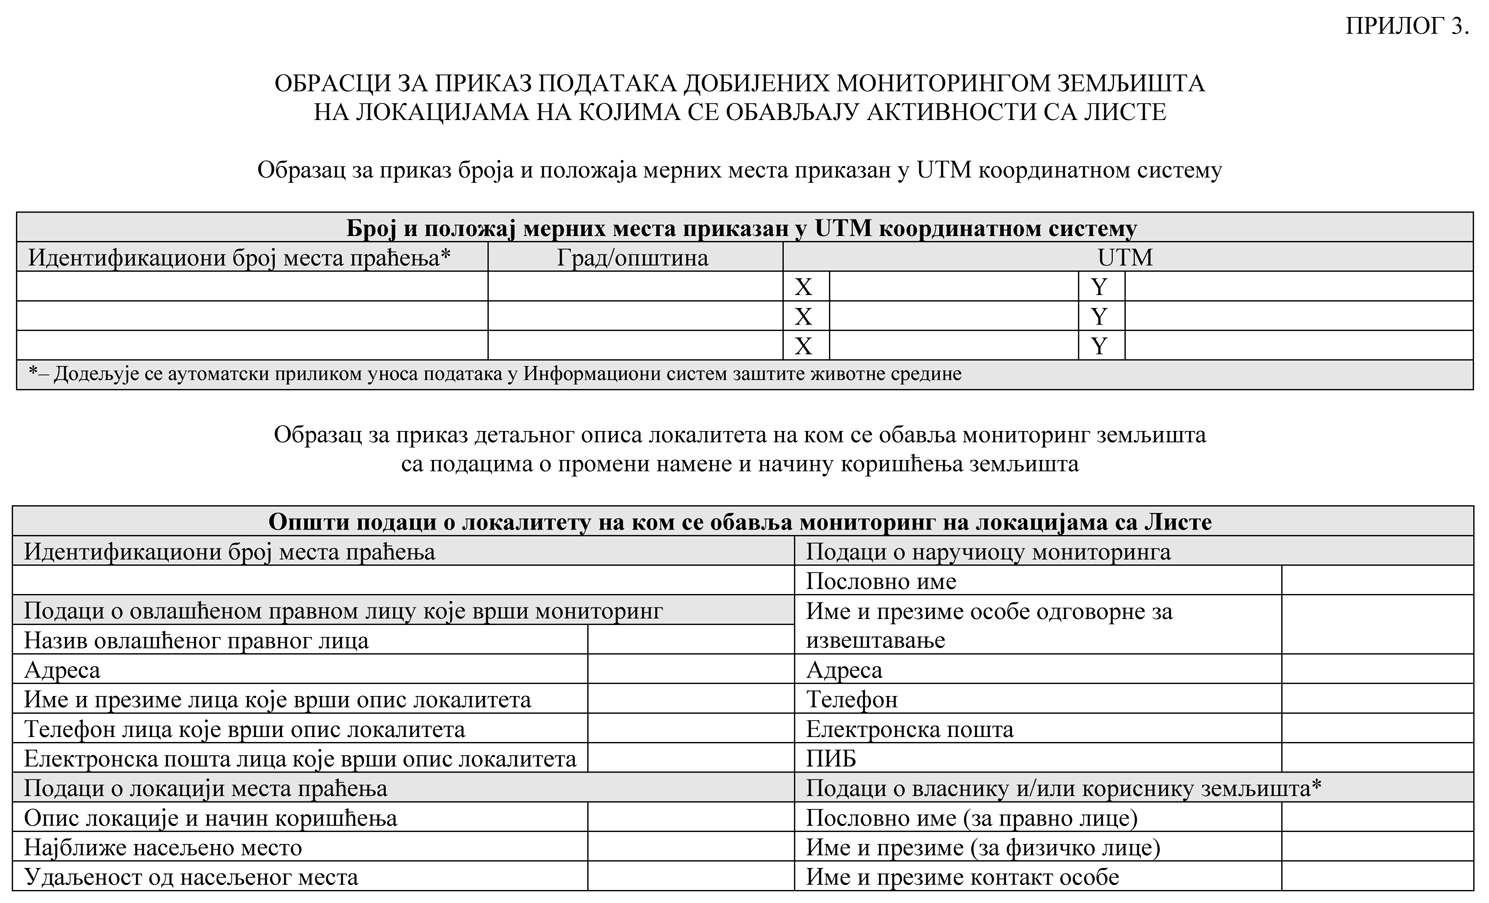 ПРИЛОГ 3.
ОБРАСЦИ ЗА ПРИКАЗ ПОДАТАКА ДОБИЈЕНИХ МОНИТОРИНГОМ ЗЕМЉИШТА
НА ЛОКАЦИЈАМА НА КОЈИМА СЕ ОБАВЉАЈУ АКТИВНОСТИ СА ЛИСТЕ
Образац за приказ броја и положаја мерних места приказан у UTM координатном систему
Број и положај мерних места приказан у UTM координатном систему
Идентификациони број места праћења* Град/општина UTM
X Y
X Y
X Y
*– Додељује се аутоматски приликом уноса података у Информациони систем заштите животне средине
Образац за приказ детаљног описа локалитета на ком се обавља мониторинг земљишта
са подацима о промени намене и начину коришћења земљишта
Општи подаци о локалитету на ком се обавља мониторинг на локацијама са Листе
Идентификациони број места праћења Подаци о наручиоцу мониторинга
Пословно име
Подаци о овлашћеном правном лицу које врши мониторинг Име и презиме особе одговорне за
Назив овлашћеног правног лица извештавање
Адреса Адреса
Име и презиме лица које врши опис локалитета Телефон
Телефон лица које врши опис локалитета Електронска пошта
Електронска пошта лица које врши опис локалитета ПИБ
Подаци о локацији места праћења Подаци о власнику и/или кориснику земљишта*
Опис локације и начин коришћења Пословно име (за правно лице)
Најближе насељено место Име и презиме (за физичко лице)
Удаљеност од насељеног места Име и презиме контакт особе